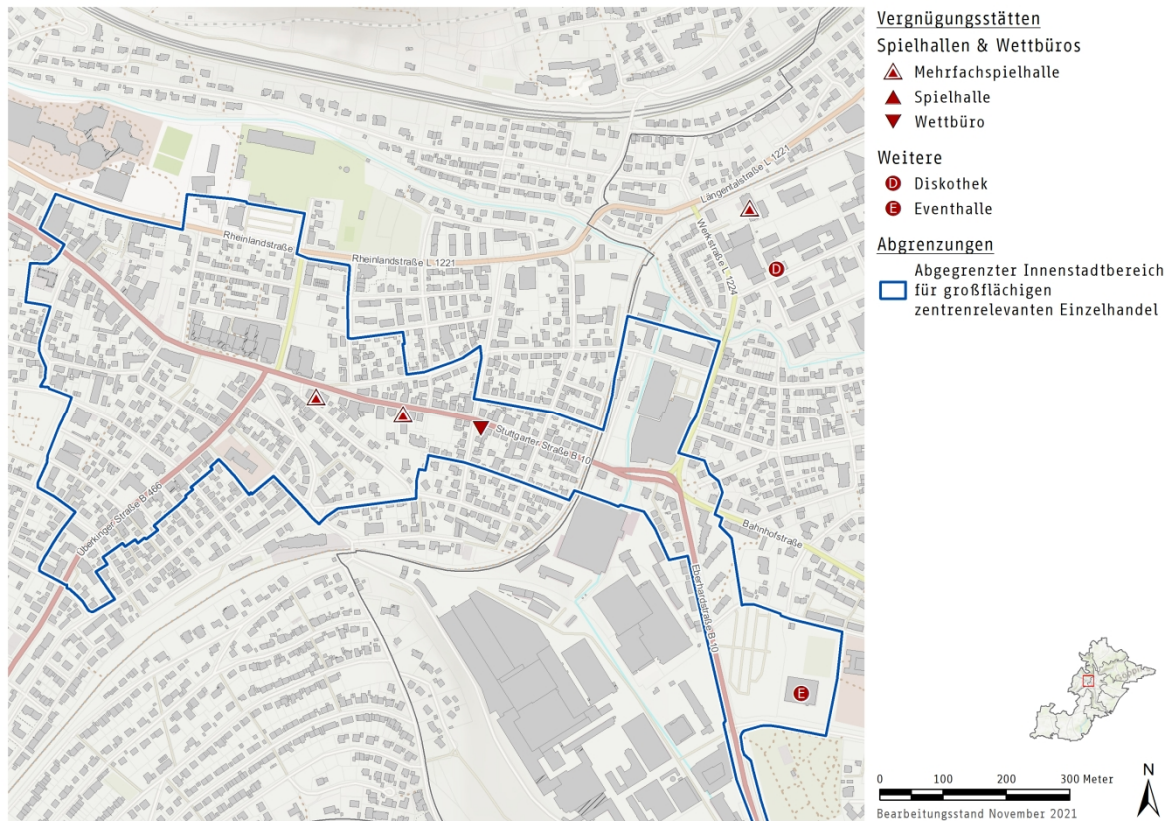 Vergnügungsstätten
Spielhallen & Wettbüros
Mehrfachspielhalle
Spielhalle
Wettbüro
Weitere
D Diskothek
E Eventhalle
Abgrenzungen
Abgegrenzter Innenstadtbereich
für großflächigen
zentrenrelevanten Einzelhandel
Längentalstraße L 1221
Werkstraße L 1224
Rheinlandstraße
Rheinlandstraße L 1221
D
Stuttgarter Straße B 10
Überkinger Straße B 466
Bahnhofstraße
Eberhardstraße B 10
E
0 100 200 300 Meter
N
Bearbeitungsstand November 2021